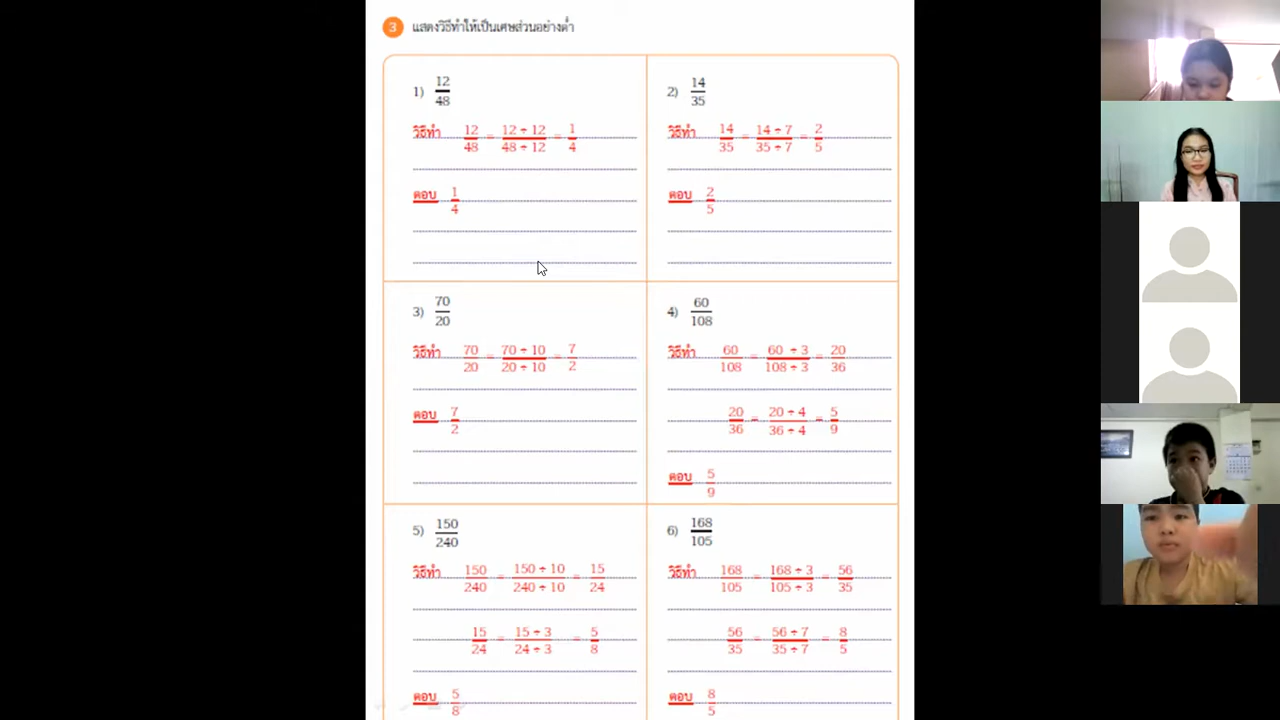 3 แสดงวิธีทำให้เป็นเศษส่วนอย่างต่ำ
1) 12/48
วิธีทำ 12/48 = 12 ÷ 12/48 ÷ 12 = 1/4
ตอบ 1/4
2) 14/35
วิธีทำ 14/35 = 14 ÷ 7/35 ÷ 7 = 2/5
ตอบ 2/5
3) 70/20
วิธีทำ 70/20 = 70 ÷ 10/20 ÷ 10 = 7/2
ตอบ 7/2
4) 60/108
วิธีทำ 60/108 = 60 ÷ 3/108 ÷ 3 = 20/36
20/36 = 20 ÷ 4/36 ÷ 4 = 5/9
ตอบ 5/9
5) 150/240
วิธีทำ 150/240 = 150 ÷ 10/240 ÷ 10 = 15/24
15/24 = 15 ÷ 3/24 ÷ 3 = 5/8
ตอบ 5/8
6) 168/105
วิธีทำ 168/105 = 168 ÷ 3/105 ÷ 3 = 56/35
56/35 = 56 ÷ 7/35 ÷ 7 = 8/5
ตอบ 8/5